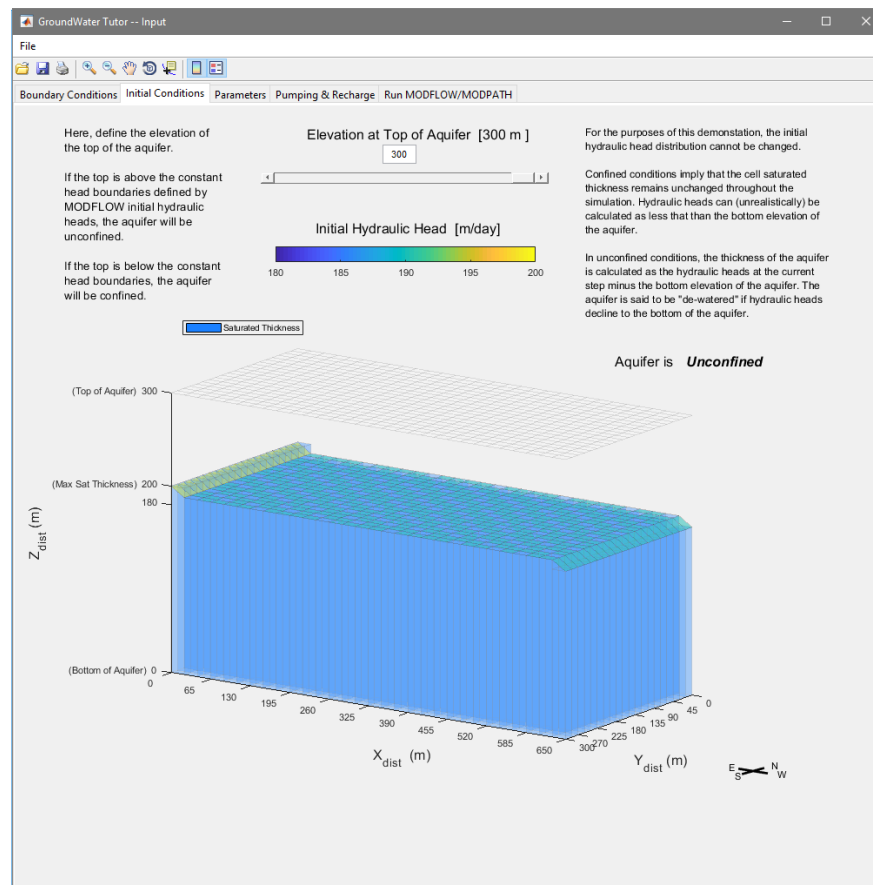 GroundWater Tutor -- Input
File
Boundary Conditions Initial Conditions Parameters Pumping & Recharge Run MODFLOW/MODPATH
Here, define the elevation of
the top of the aquifer.
If the top is above the constant
head boundaries defined by
MODFLOW initial hydraulic
heads, the aquifer will be
unconfined.
If the top is below the constant
head boundaries, the aquifer
will be confined.
Elevation at Top of Aquifer [300 m ]
300
Initial Hydraulic Head [m/day]
180 185 190 195 200
For the purposes of this demonstation, the initial
hydraulic head distribution cannot be changed.
Confined conditions imply that the cell saturated
thickness remains unchanged throughout the
simulation. Hydraulic heads can (unrealistically) be
calculated as less that than the bottom elevation of
the aquifer.
In unconfined conditions, the thickness of the aquifer
is calculated as the hydraulic heads at the current
step minus the bottom elevation of the aquifer. The
aquifer is said to be "de-watered" if hydraulic heads
decline to the bottom of the aquifer.
Saturated Thickness
Aquifer is Unconfined
(Top of Aquifer) 300
(Max Sat Thickness) 200
180
Z_dist (m)
(Bottom of Aquifer) 0
0 65 130 195 260 325 390 455 520 585 650
X_dist (m)
300 270 225 180 135 90 45 0
Y_dist (m)
E N
S W